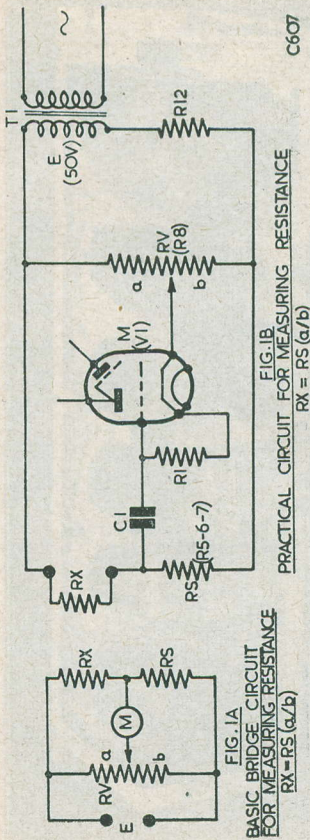 E
RV
a
b
M
RX
RS
FIG.1A
BASIC BRIDGE CIRCUIT
FOR MEASURING RESISTANCE
RX=RS(a/b)
RX
RS
(R5-6-7)
C1
R1
M
(V1)
a
RV
(R8)
b
T1
E
(50V)
R12
FIG.1B
PRACTICAL CIRCUIT FOR MEASURING RESISTANCE
RX = RS (a/b)
C607